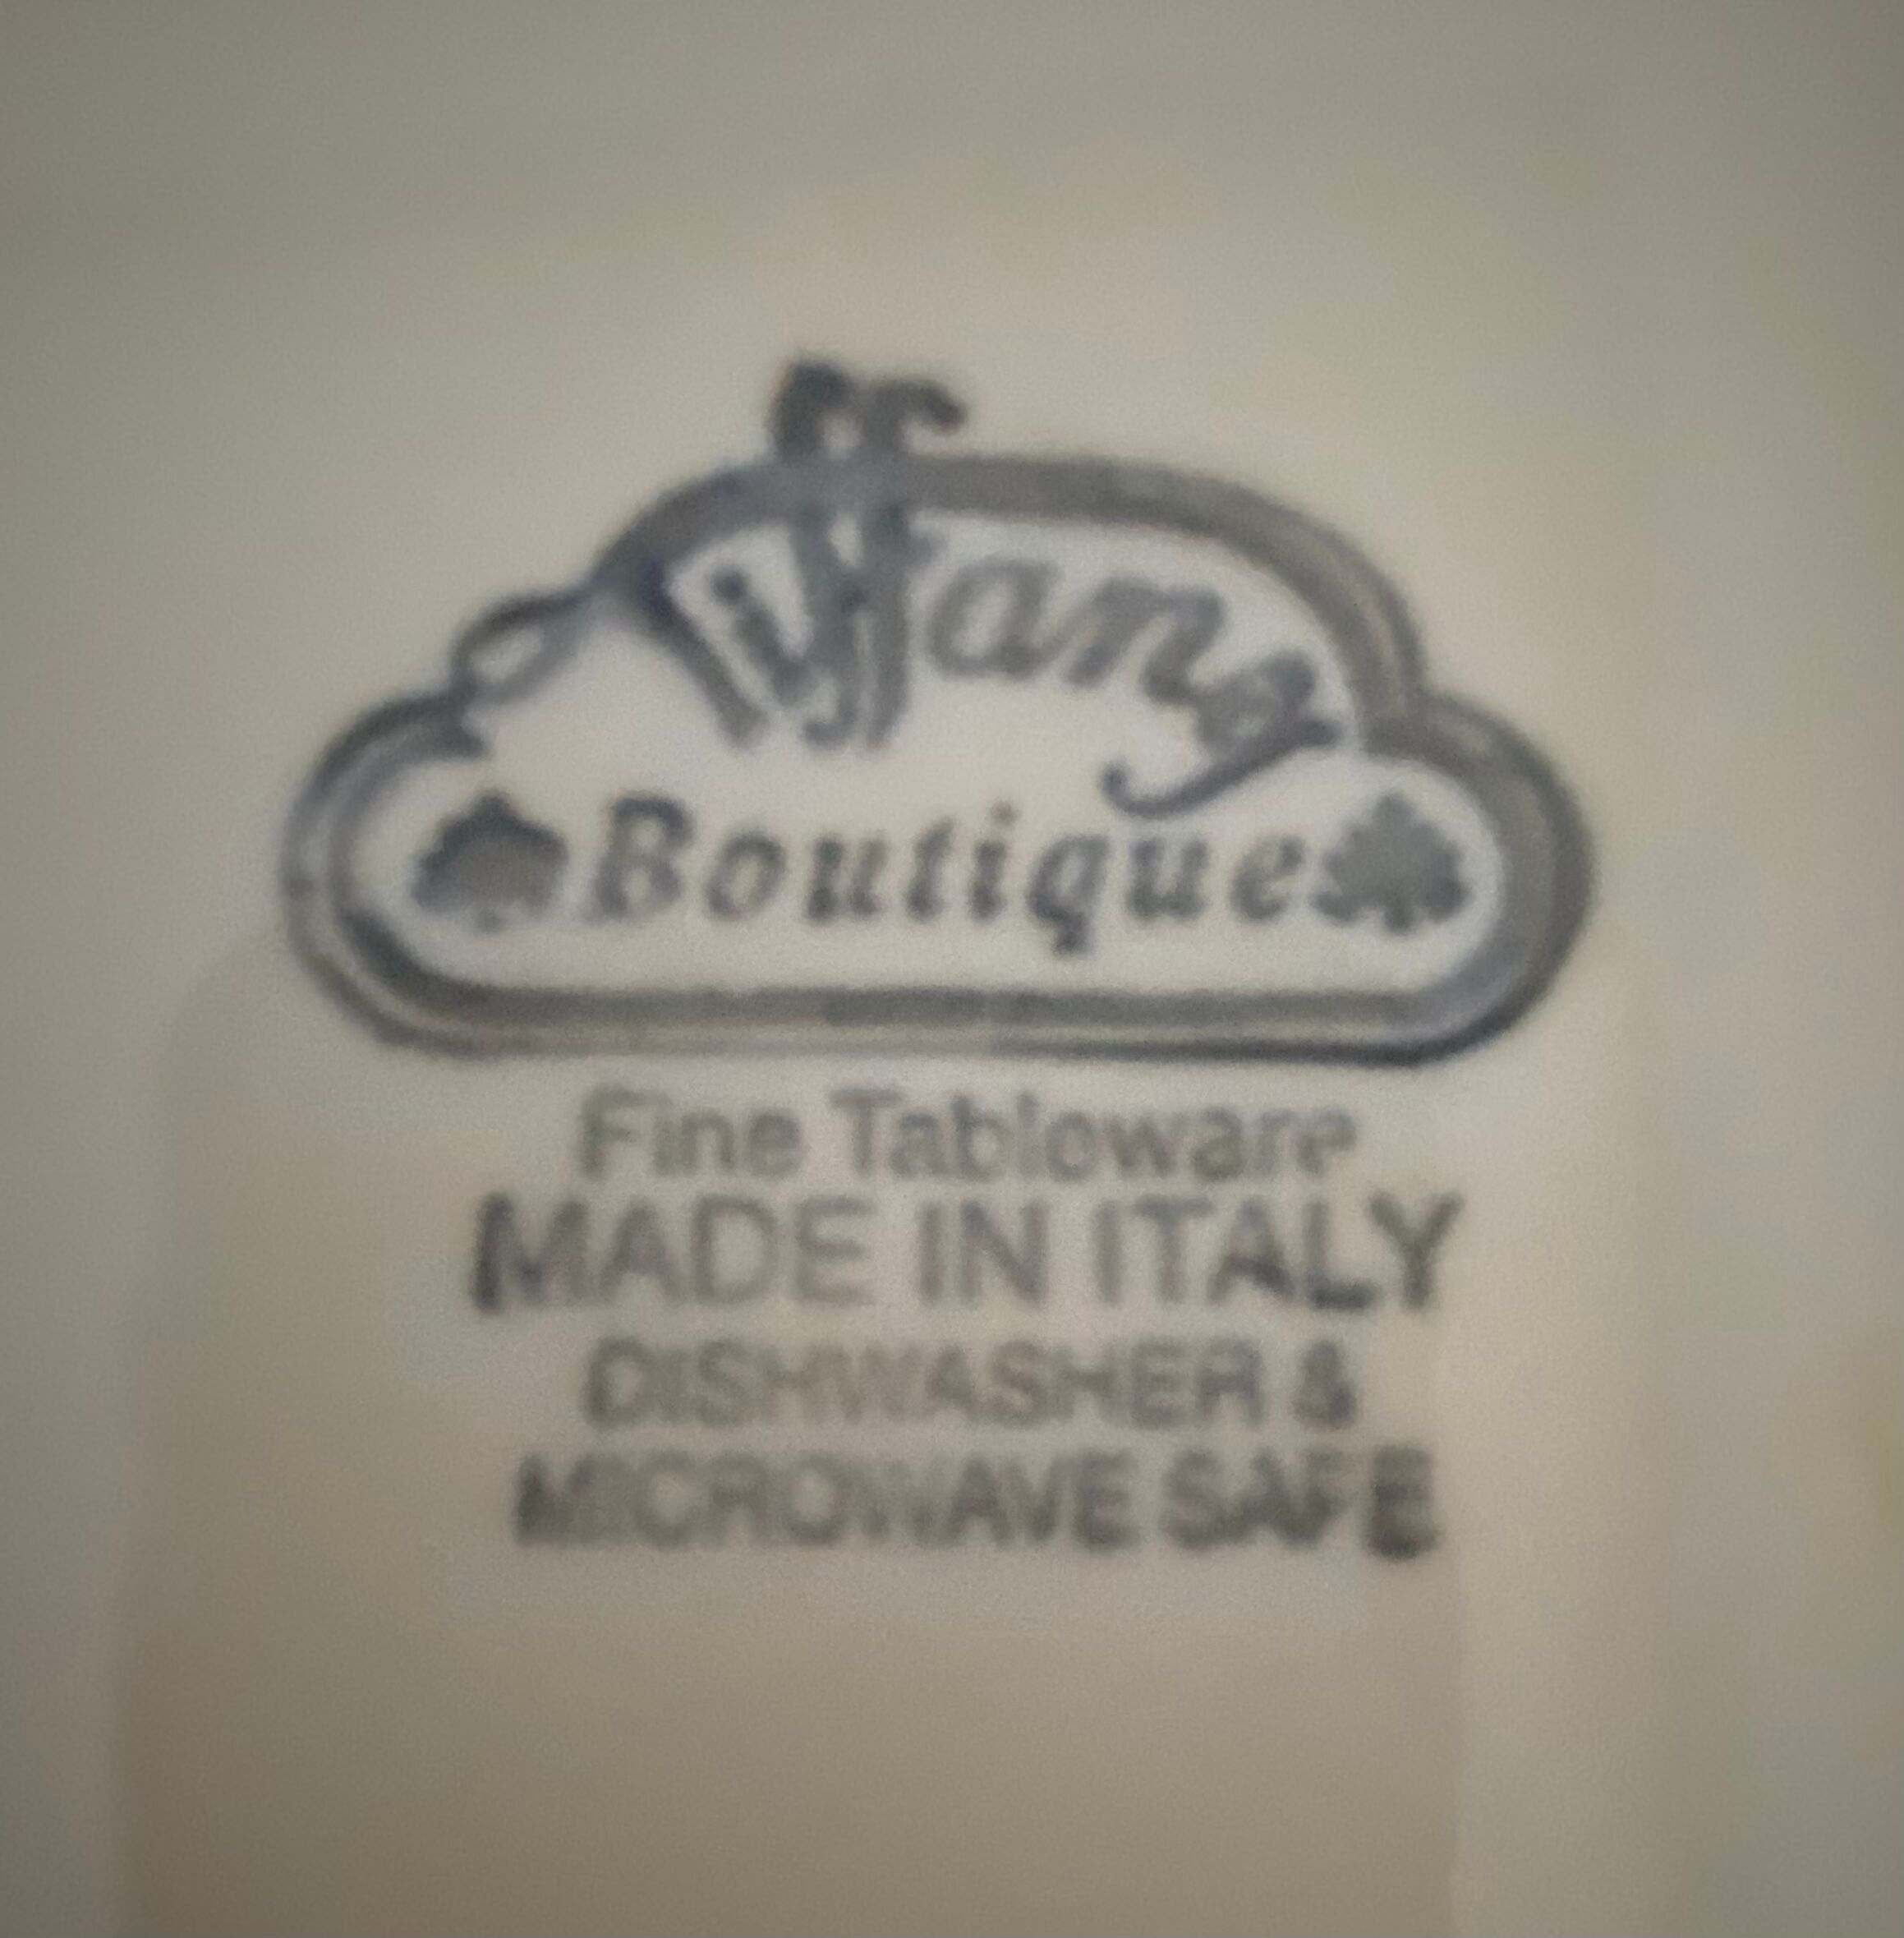 Tiffany
Boutique
Fine Tableware
MADE IN ITALY
DISHWASHER &
MICROWAVE SAFE